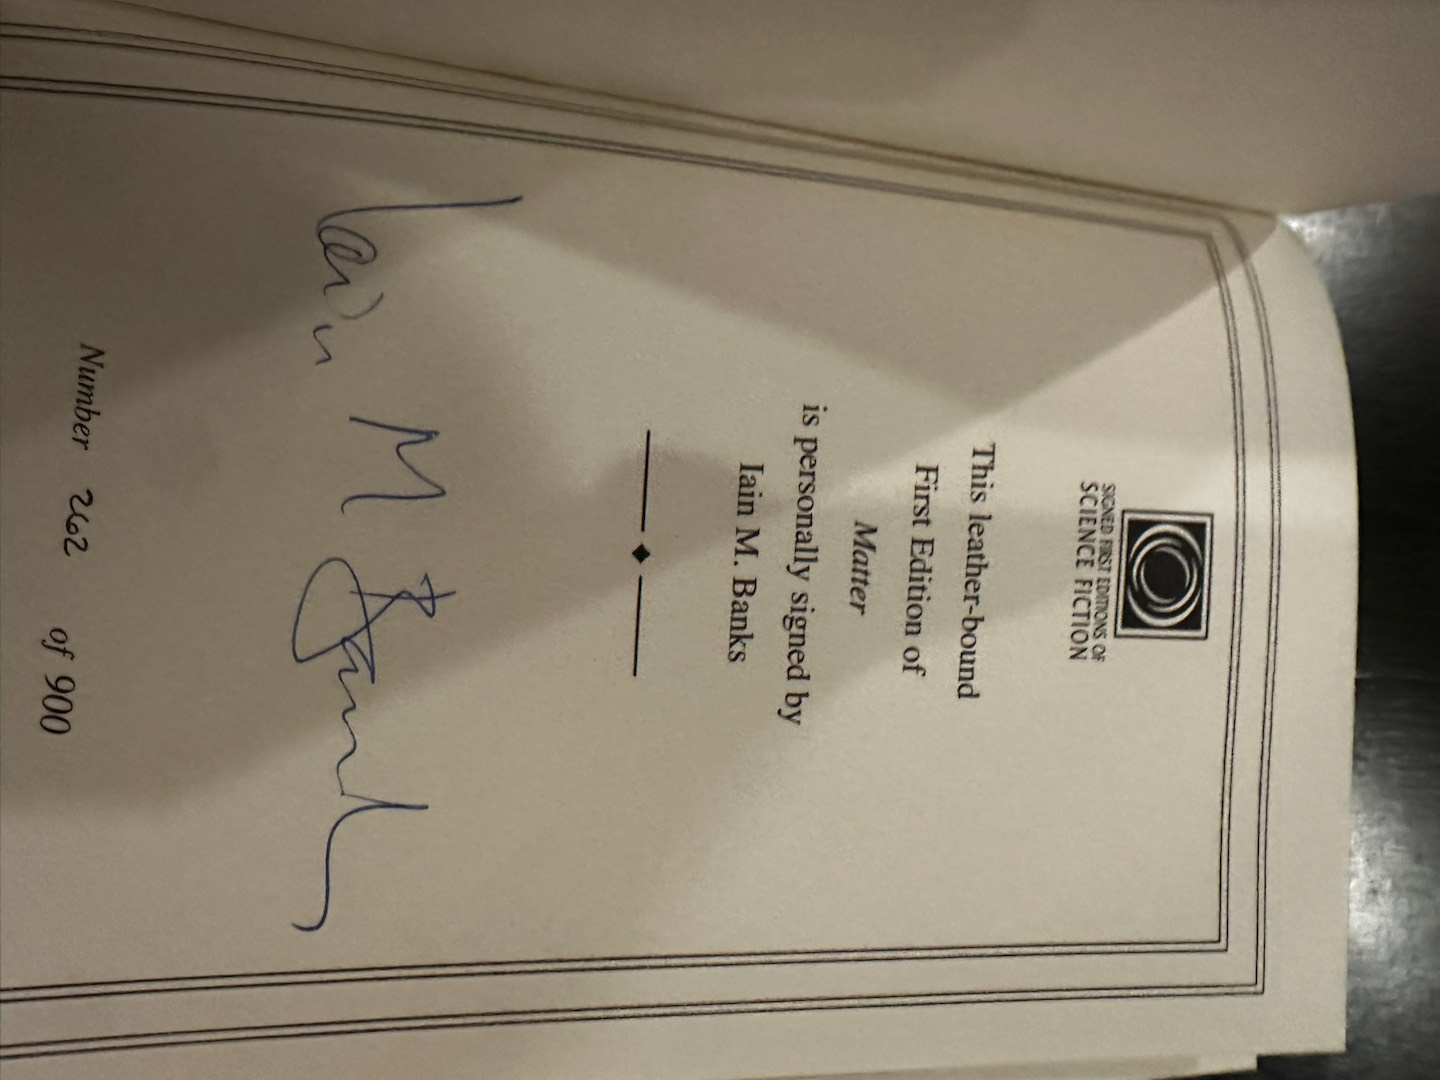 SIGNED FIRST EDITIONS OF
SCIENCE FICTION
This leather-bound
First Edition of
Matter
is personally signed by
Iain M. Banks
Iain M Banks
Number 262 of 900